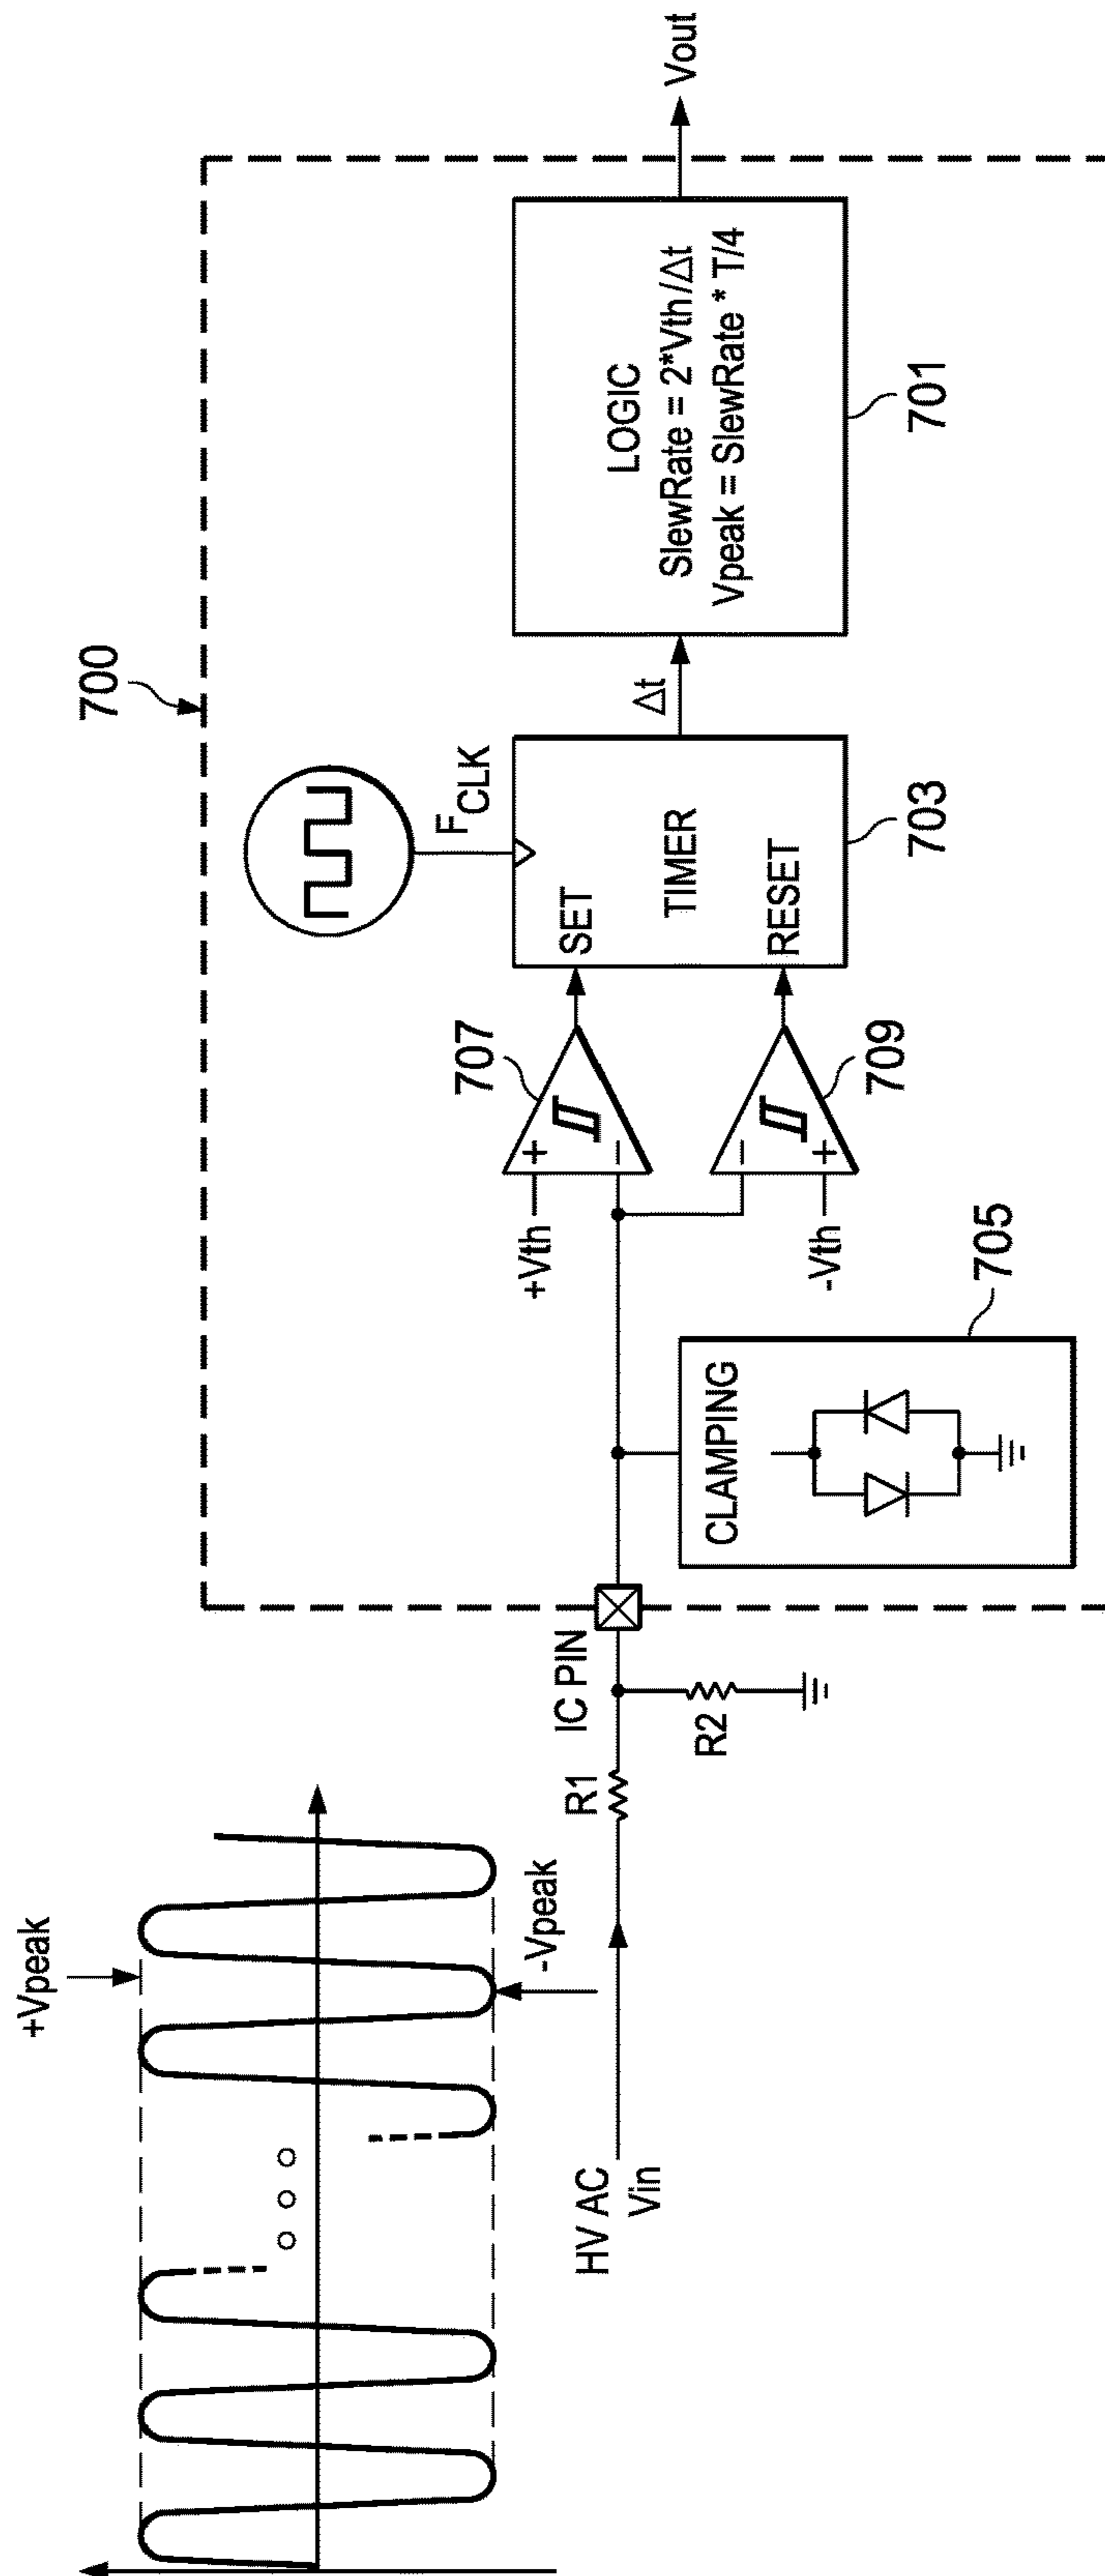 +Vpeak
-Vpeak
HV AC
Vin
R1
R2
IC PIN
700
CLAMPING
705
+Vth
-Vth
+
−
707
−
+
709
FCLK
SET
TIMER
RESET
703
Δt
LOGIC
SlewRate = 2*Vth/Δt
Vpeak = SlewRate * T/4
701
Vout